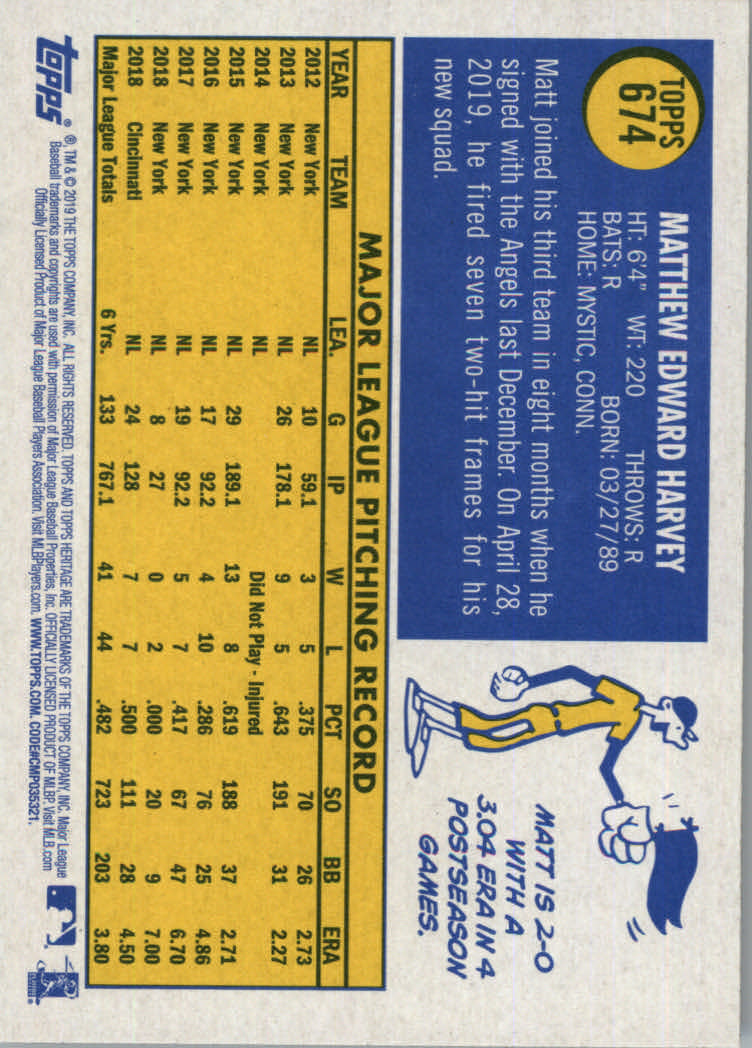 TOPPS
674
MATTHEW EDWARD HARVEY
HT: 6'4" WT: 220 THROWS: R
BATS: R BORN: 03/27/89
HOME: MYSTIC, CONN.
Matt joined his third team in eight months when he
signed with the Angels last December. On April 28,
2019, he fired seven two-hit frames for his
new squad.
MATT IS 2-0
WITH A
3.04 ERA IN 4
POSTSEASON
GAMES.
MAJOR LEAGUE PITCHING RECORD
YEAR TEAM LEA. G IP W L PCT SO BB ERA
2012 New York NL 10 59.1 3 5 .375 70 26 2.73
2013 New York NL 26 178.1 9 5 .643 191 31 2.27
2014 New York NL Did Not Play - Injured
2015 New York NL 29 189.1 13 8 .619 188 37 2.71
2016 New York NL 17 92.2 4 10 .286 76 25 4.86
2017 New York NL 19 92.2 5 7 .417 67 47 6.70
2018 New York NL 8 27 0 2 .000 20 9 7.00
2018 Cincinnati NL 24 128 7 7 .500 111 28 4.50
Major League Totals 6 Yrs. 133 767.1 41 44 .482 723 203 3.80
topps ®
®, TM & © 2019 THE TOPPS COMPANY, INC. ALL RIGHTS RESERVED. TOPPS AND TOPPS HERITAGE ARE TRADEMARKS OF THE TOPPS COMPANY, INC. Major League
Baseball trademarks and copyrights are used with permission of Major League Baseball Properties, Inc. OFFICIALLY LICENSED PRODUCT OF MLBP. Visit MLB.com
Officially Licensed Product of Major League Baseball Players Association. Visit MLBPlayers.com. WWW.TOPPS.COM. CODE#CMP035321.